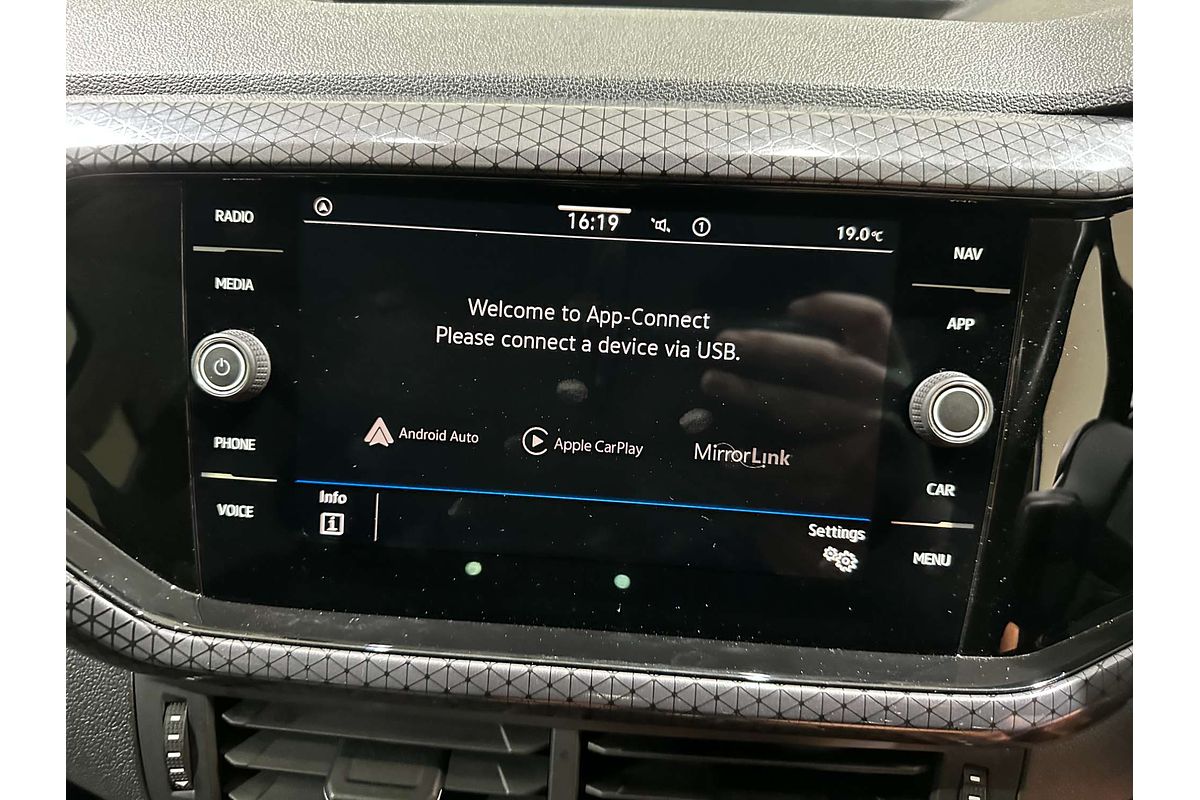 RADIO
MEDIA
PHONE
VOICE
16:19
1
19.0°C
Welcome to App-Connect
Please connect a device via USB.
Android Auto
Apple CarPlay
MirrorLink
Info
i
Settings
NAV
APP
CAR
MENU